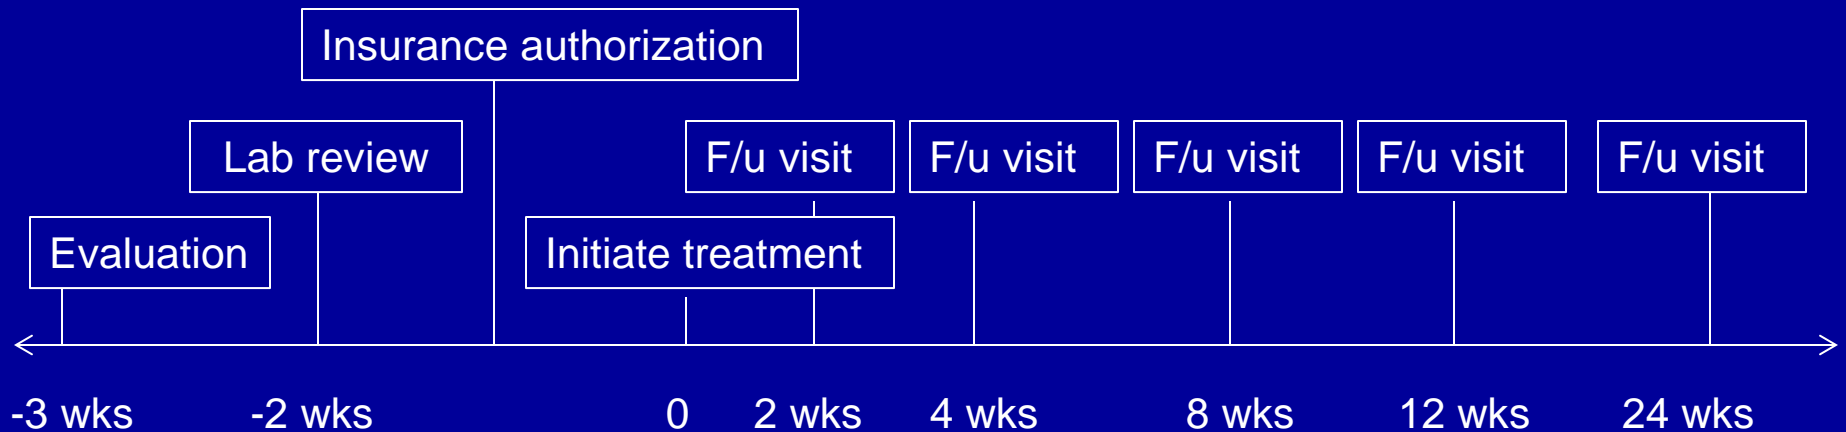 Insurance authorization
Lab review
F/u visit
F/u visit
F/u visit
F/u visit
F/u visit
Evaluation
Initiate treatment
-3 wks
-2 wks
0
2 wks
4 wks
8 wks
12 wks
24 wks